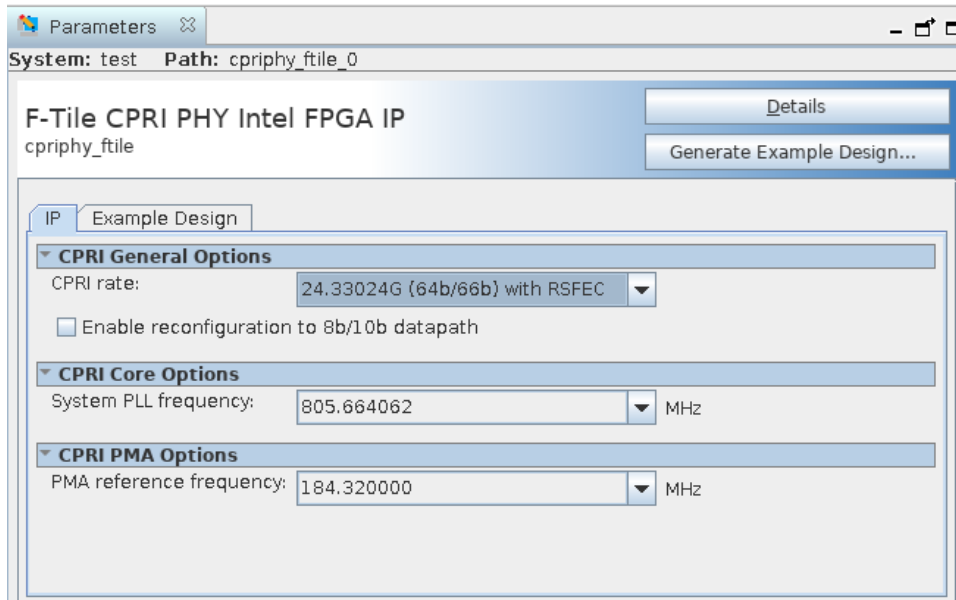 Parameters
System: test Path: cpriphy_ftile_0
F-Tile CPRI PHY Intel FPGA IP
cpriphy_ftile
Details
Generate Example Design...
IP Example Design
CPRI General Options
CPRI rate: 24.33024G (64b/66b) with RSFEC
Enable reconfiguration to 8b/10b datapath
CPRI Core Options
System PLL frequency: 805.664062 MHz
CPRI PMA Options
PMA reference frequency: 184.320000 MHz